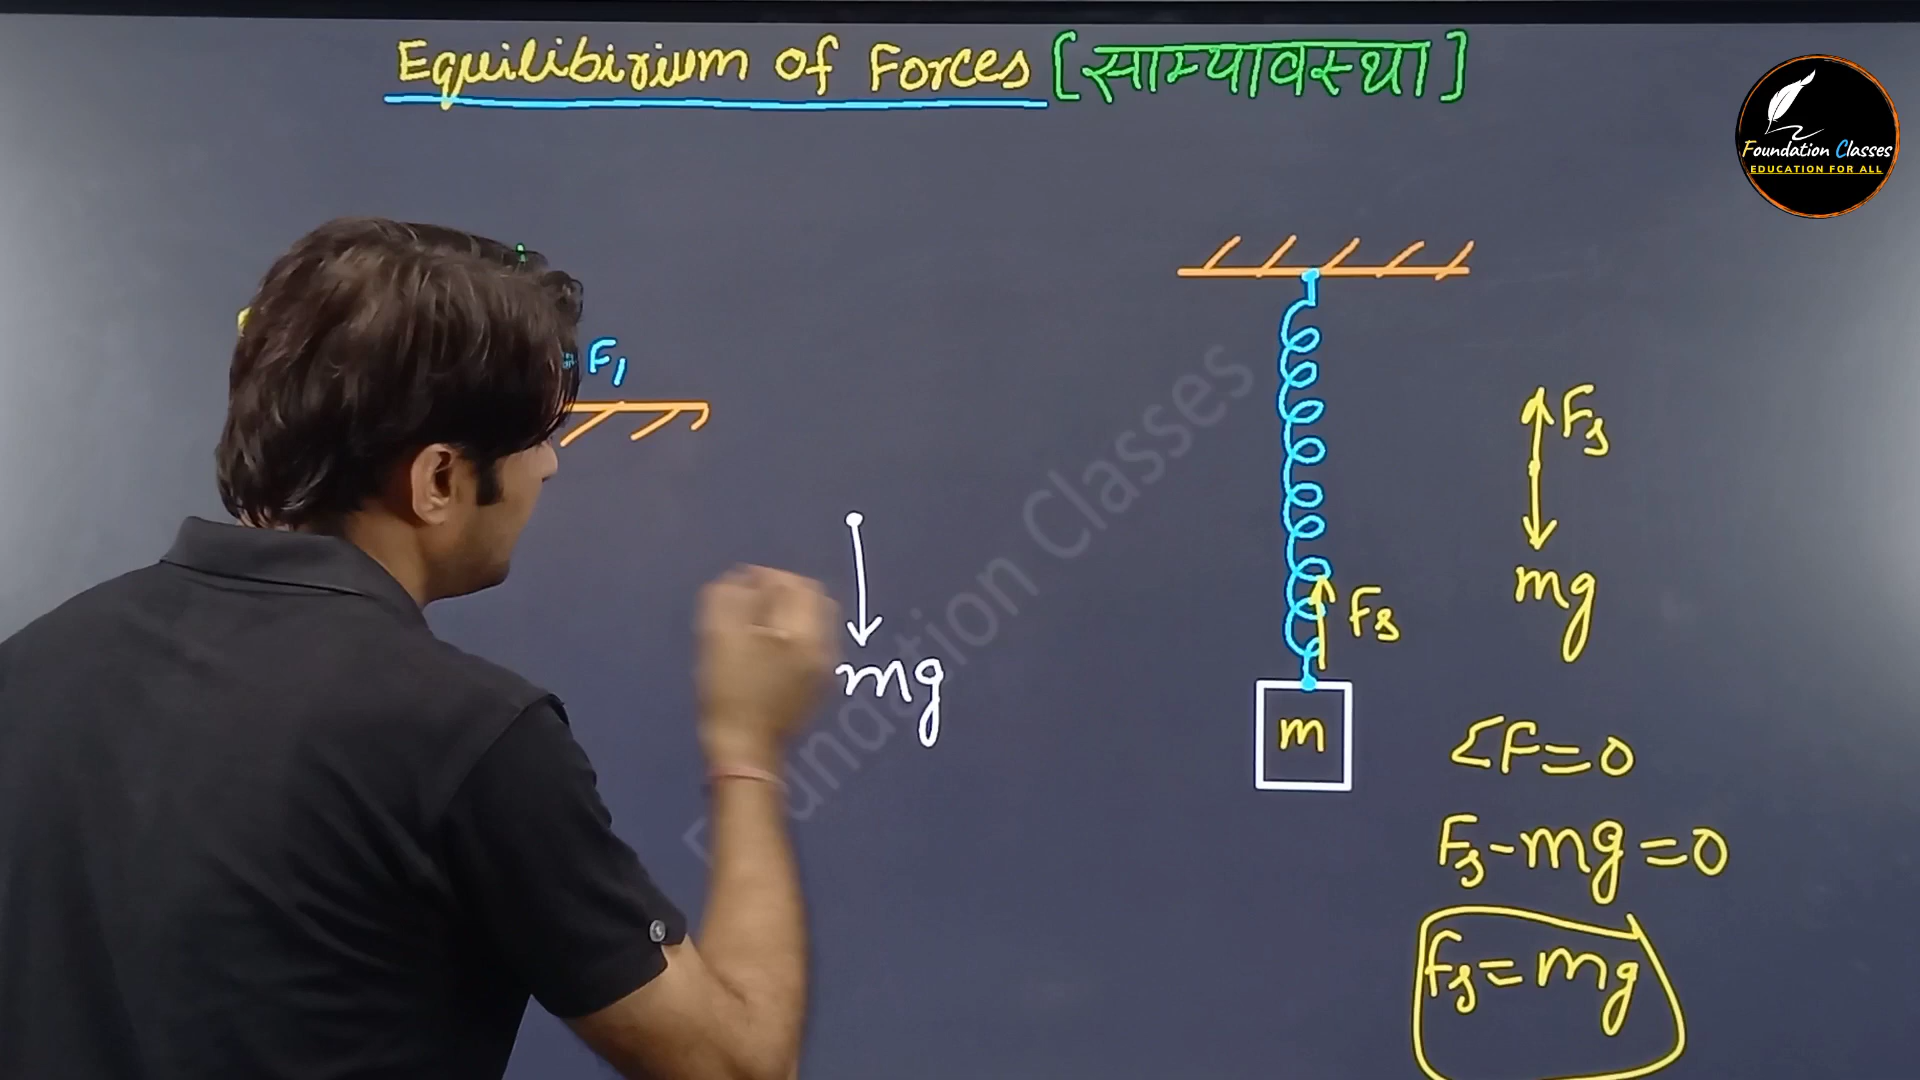 Equilibirium of Forces [साम्यावस्था]
Foundation Classes
EDUCATION FOR ALL
F₁
mg
Fs
mg
Fs
m
ΣF=0
Fs-mg=0
Fs=mg
Foundation Classes